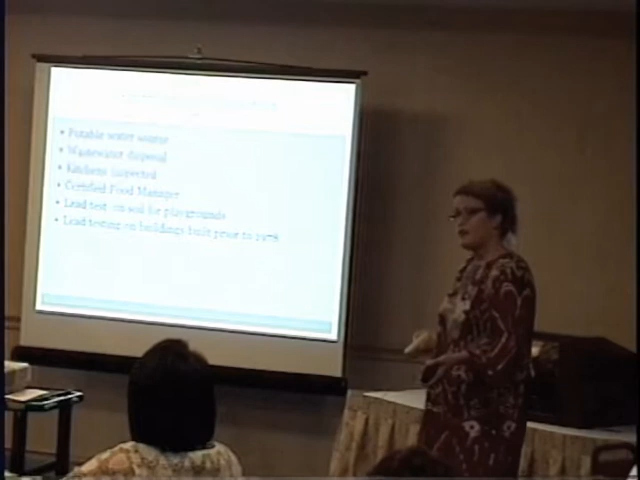 • Potable water source
• Wastewater disposal
• Kitchens inspected
• Certified Food Manager
• Lead test on soil for playgrounds
• Lead testing on buildings built prior to 1978